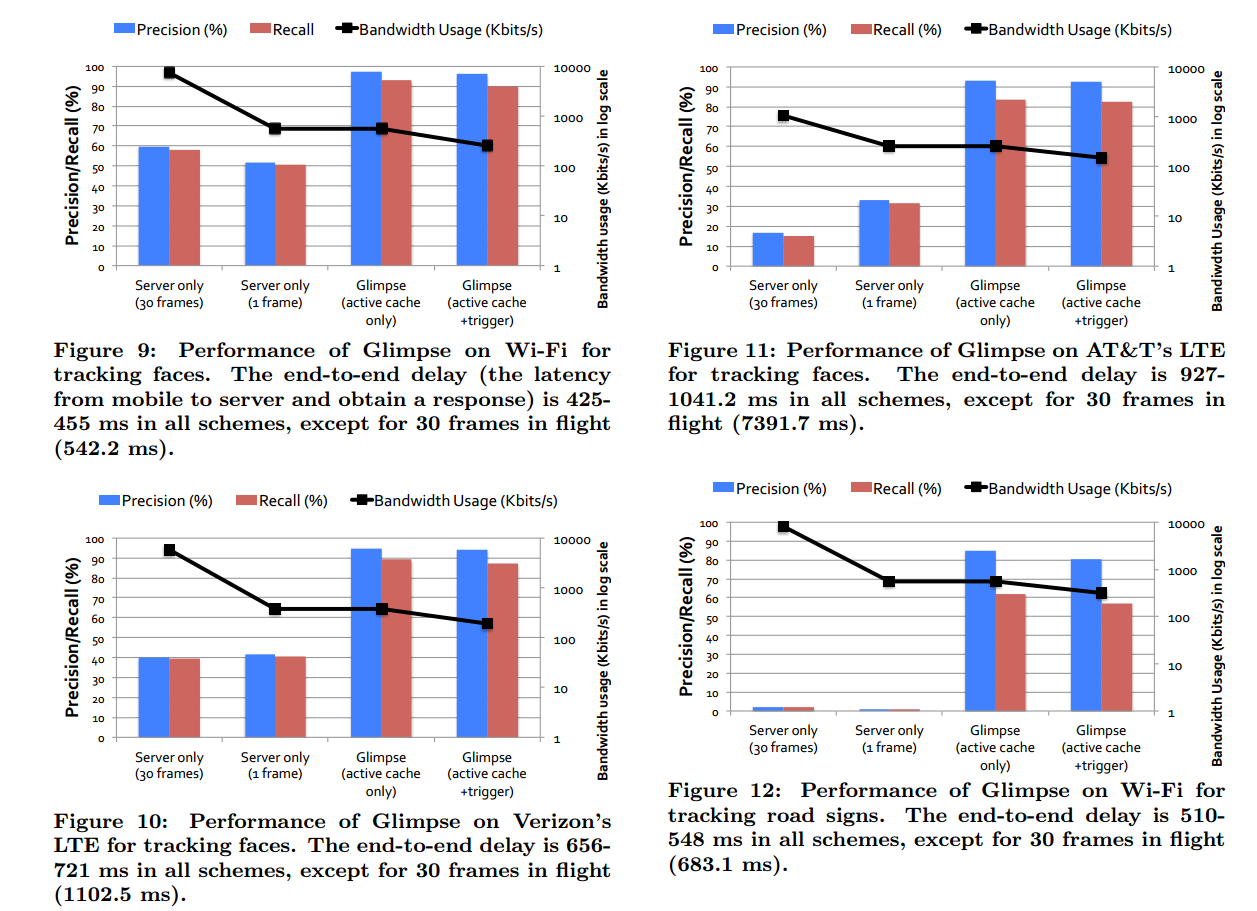 Precision (%) Recall Bandwidth Usage (Kbits/s)
100
90
80
70
60
50
40
30
20
10
0
Precision/Recall (%)
10000
1000
100
10
1
Bandwidth usage (Kbits/s) in log scale
Server only Server only Glimpse Glimpse
(30 frames) (1 frame) (active cache (active cache
only) +trigger)
Figure 9: Performance of Glimpse on Wi-Fi for
tracking faces. The end-to-end delay (the latency
from mobile to server and obtain a response) is 425-
455 ms in all schemes, except for 30 frames in flight
(542.2 ms).
Precision (%) Recall (%) Bandwidth Usage (Kbits/s)
100
90
80
70
60
50
40
30
20
10
0
Precision/Recall (%)
10000
1000
100
10
1
Bandwidth usage (Kbits/s) in log scale
Server only Server only Glimpse Glimpse
(30 frames) (1 frame) (active cache (active cache
only) +trigger)
Figure 10: Performance of Glimpse on Verizon's
LTE for tracking faces. The end-to-end delay is 656-
721 ms in all schemes, except for 30 frames in flight
(1102.5 ms).
Precision (%) Recall (%) Bandwidth Usage (Kbits/s)
100
90
80
70
60
50
40
30
20
10
0
Precision/Recall (%)
10000
1000
100
10
1
Bandiwdth Usage (Kbits/s) in log scale
Server only Server only Glimpse Glimpse
(30 frames) (1 frame) (active cache (active cache
only) +trigger)
Figure 11: Performance of Glimpse on AT&T's LTE
for tracking faces. The end-to-end delay is 927-
1041.2 ms in all schemes, except for 30 frames in
flight (7391.7 ms).
Precision (%) Recall (%) Bandwidth Usage (Kbits/s)
100
90
80
70
60
50
40
30
20
10
0
Precision/Recall (%)
10000
1000
100
10
1
Bandwidth Usage (Kbits/s) in log scale
Server only Server only Glimpse Glimpse
(30 frames) (1 frame) (active cache (active cache
only) +trigger)
Figure 12: Performance of Glimpse on Wi-Fi for
tracking road signs. The end-to-end delay is 510-
548 ms in all schemes, except for 30 frames in flight
(683.1 ms).